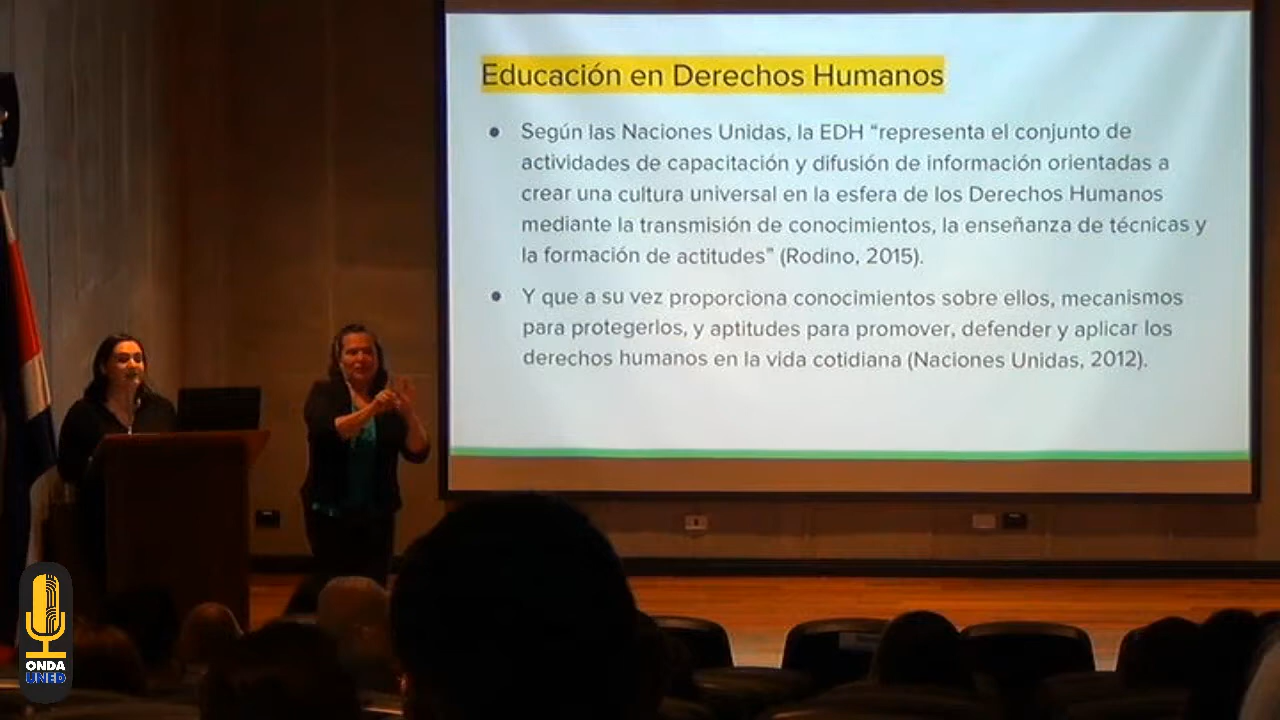 Educación en Derechos Humanos
● Según las Naciones Unidas, la EDH “representa el conjunto de
actividades de capacitación y difusión de información orientadas a
crear una cultura universal en la esfera de los Derechos Humanos
mediante la transmisión de conocimientos, la enseñanza de técnicas y
la formación de actitudes” (Rodino, 2015).
● Y que a su vez proporciona conocimientos sobre ellos, mecanismos
para protegerlos, y aptitudes para promover, defender y aplicar los
derechos humanos en la vida cotidiana (Naciones Unidas, 2012).
ONDA
UNED